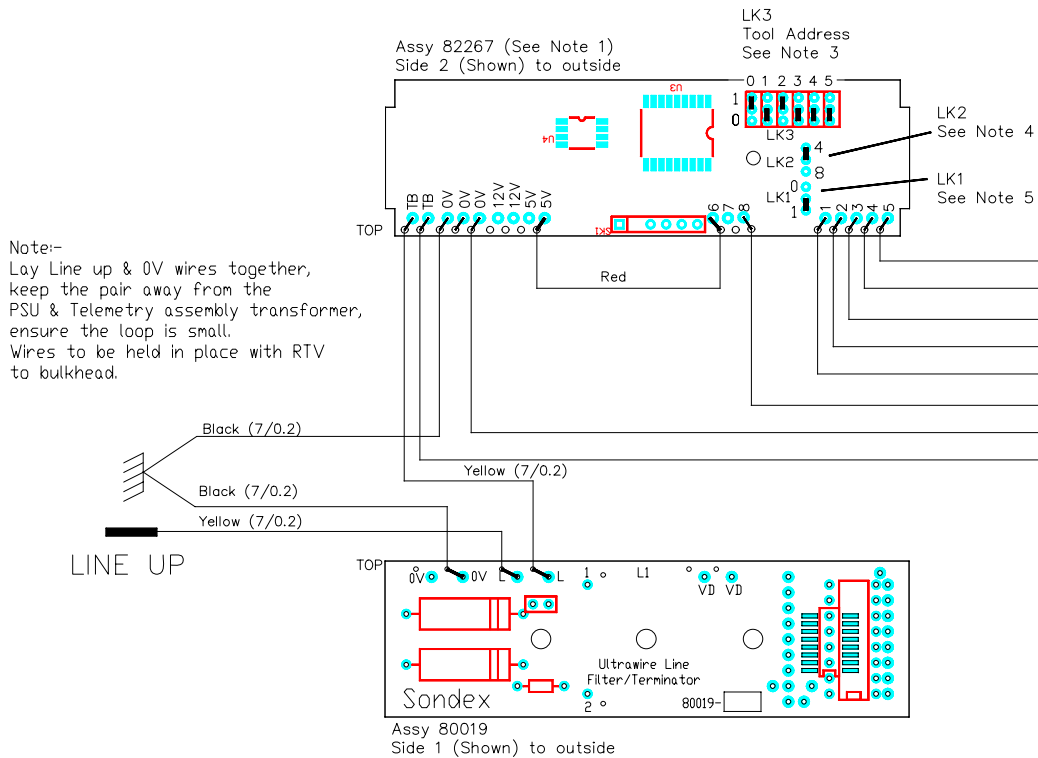 LK3
Tool Address
See Note 3
Assy 82267 (See Note 1)
Side 2 (Shown) to outside
0 1 2 3 4 5
1
0
U3
U4
LK3
LK2
4
8
0
LK1
1
LK2
See Note 4
LK1
See Note 5
TB TB 0V 0V 0V 12V 12V 5V 5V
SK1
6 7 8
1 2 3 4 5
TOP
Red
Note:-
Lay Line up & 0V wires together,
keep the pair away from the
PSU & Telemetry assembly transformer,
ensure the loop is small.
Wires to be held in place with RTV
to bulkhead.
Black (7/0.2)
Yellow (7/0.2)
Black (7/0.2)
Yellow (7/0.2)
LINE UP
TOP
0V 0V L L 1 L1
VD VD
Ultrawire Line
Filter/Terminator
Sondex
2
80019-
Assy 80019
Side 1 (Shown) to outside